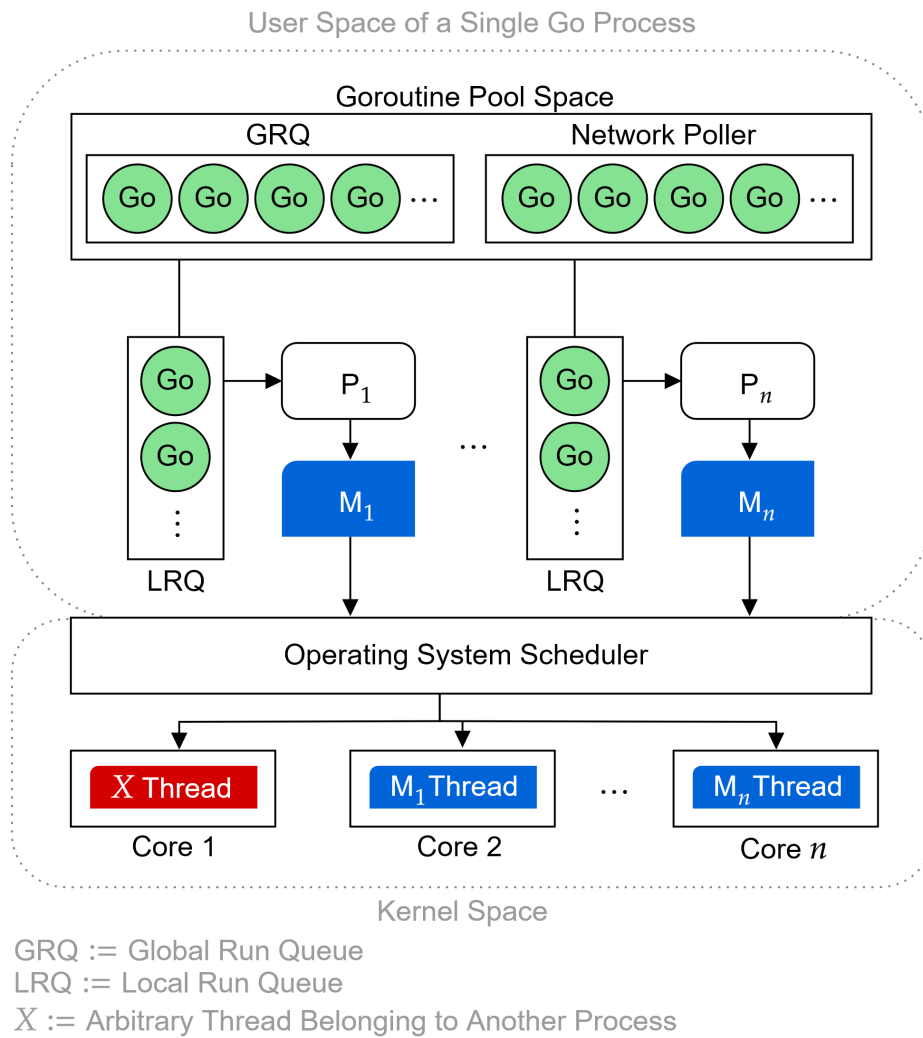 User Space of a Single Go Process
Goroutine Pool Space
GRQ
Network Poller
Go Go Go Go ...
Go Go Go Go ...
Go
P1
Go
Pn
Go
...
Go
M1
Mn
⋮
⋮
LRQ
LRQ
Operating System Scheduler
X Thread
M1 Thread
...
Mn Thread
Core 1
Core 2
Core n
Kernel Space
GRQ := Global Run Queue
LRQ := Local Run Queue
X := Arbitrary Thread Belonging to Another Process